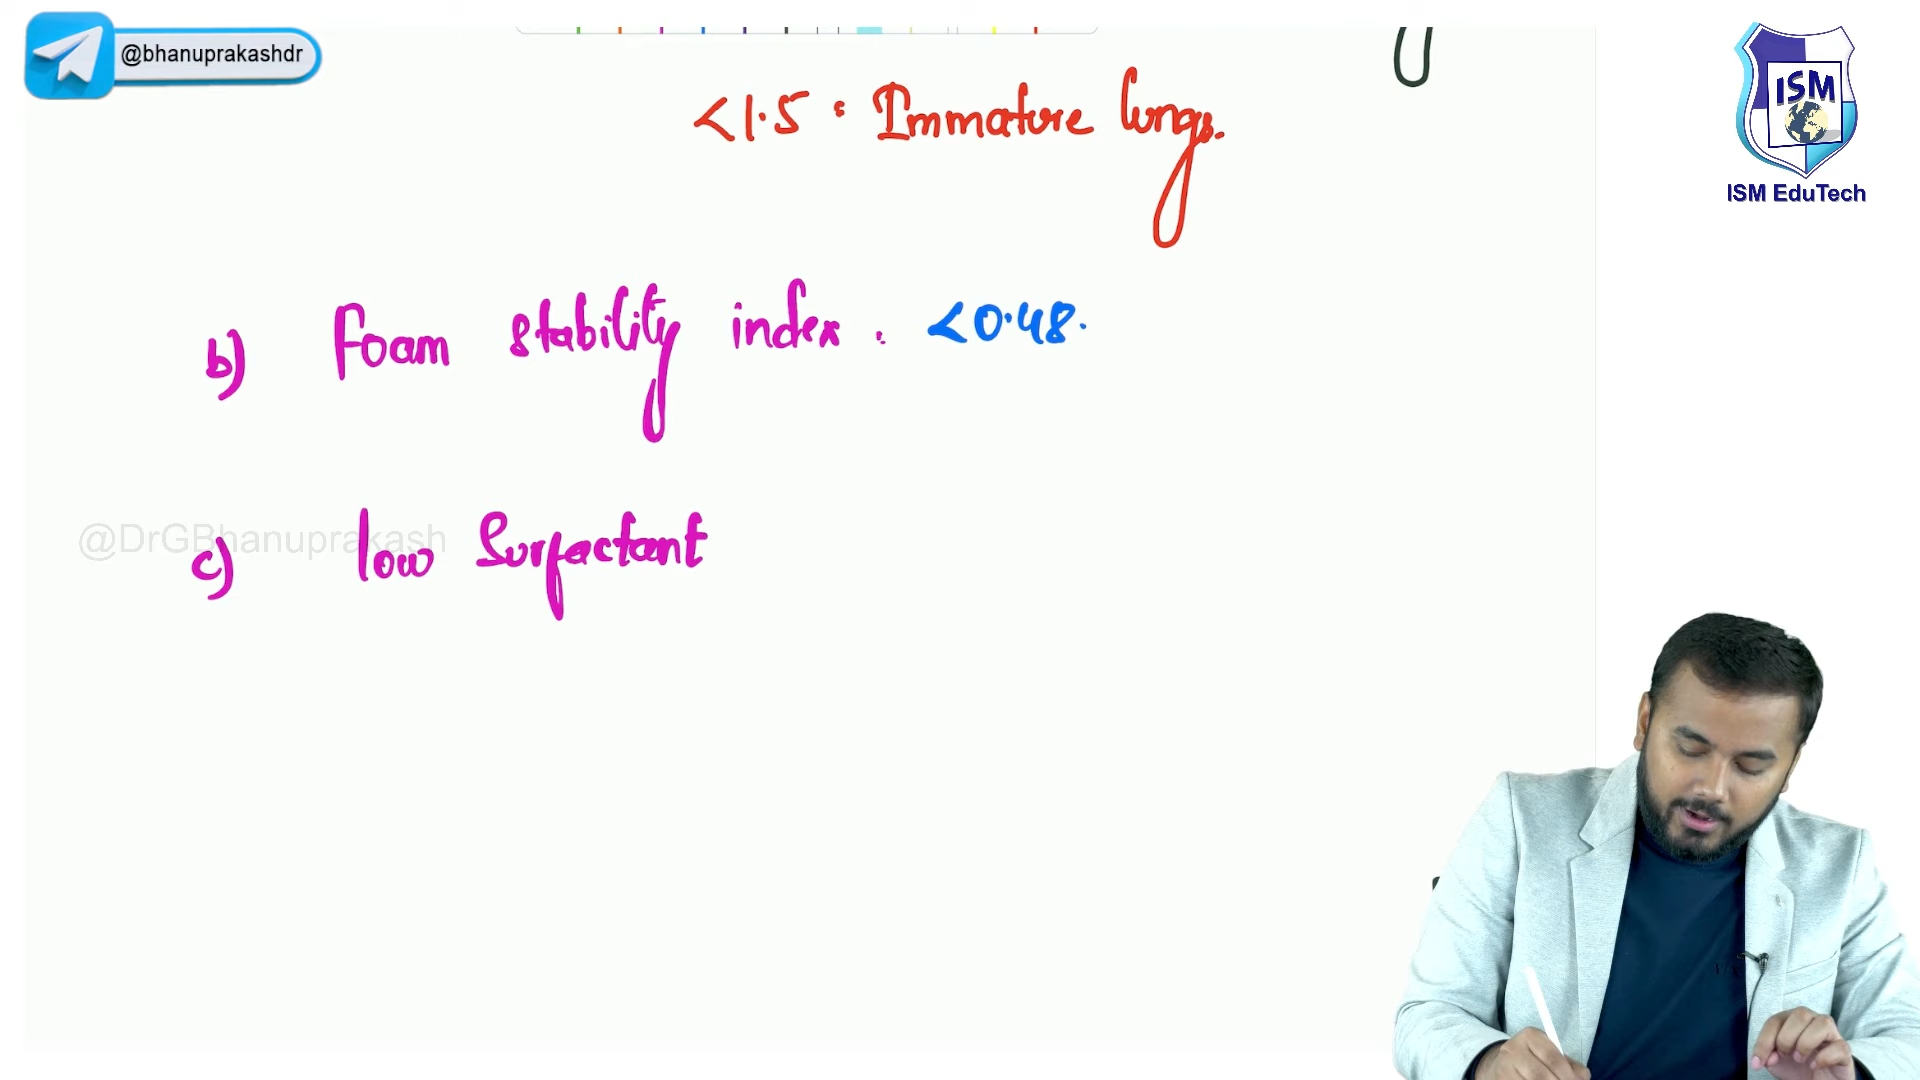 @bhanuprakashdr
ISM
ISM EduTech
<1.5 : Immature lungs.
b) Foam stability index : <0.48.
@DrGBhanuprakash
c) low Surfactant